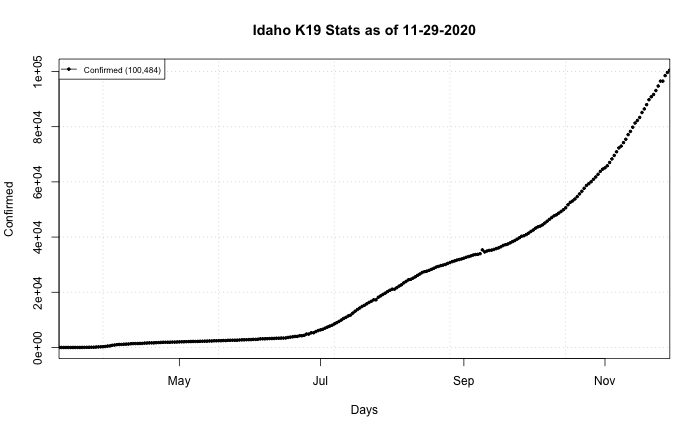 Idaho K19 Stats as of 11-29-2020
Confirmed (100,484)
1e+05
8e+04
6e+04
4e+04
2e+04
0e+00
Confirmed
May Jul Sep Nov
Days